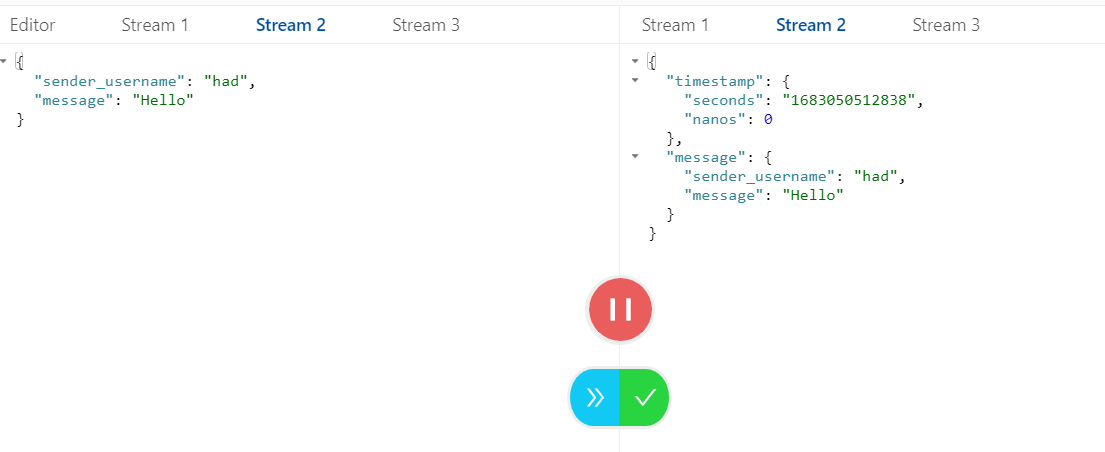 Editor Stream 1 Stream 2 Stream 3
{
"sender_username": "had",
"message": "Hello"
}
Stream 1 Stream 2 Stream 3
{
"timestamp": {
"seconds": "1683050512838",
"nanos": 0
},
"message": {
"sender_username": "had",
"message": "Hello"
}
}